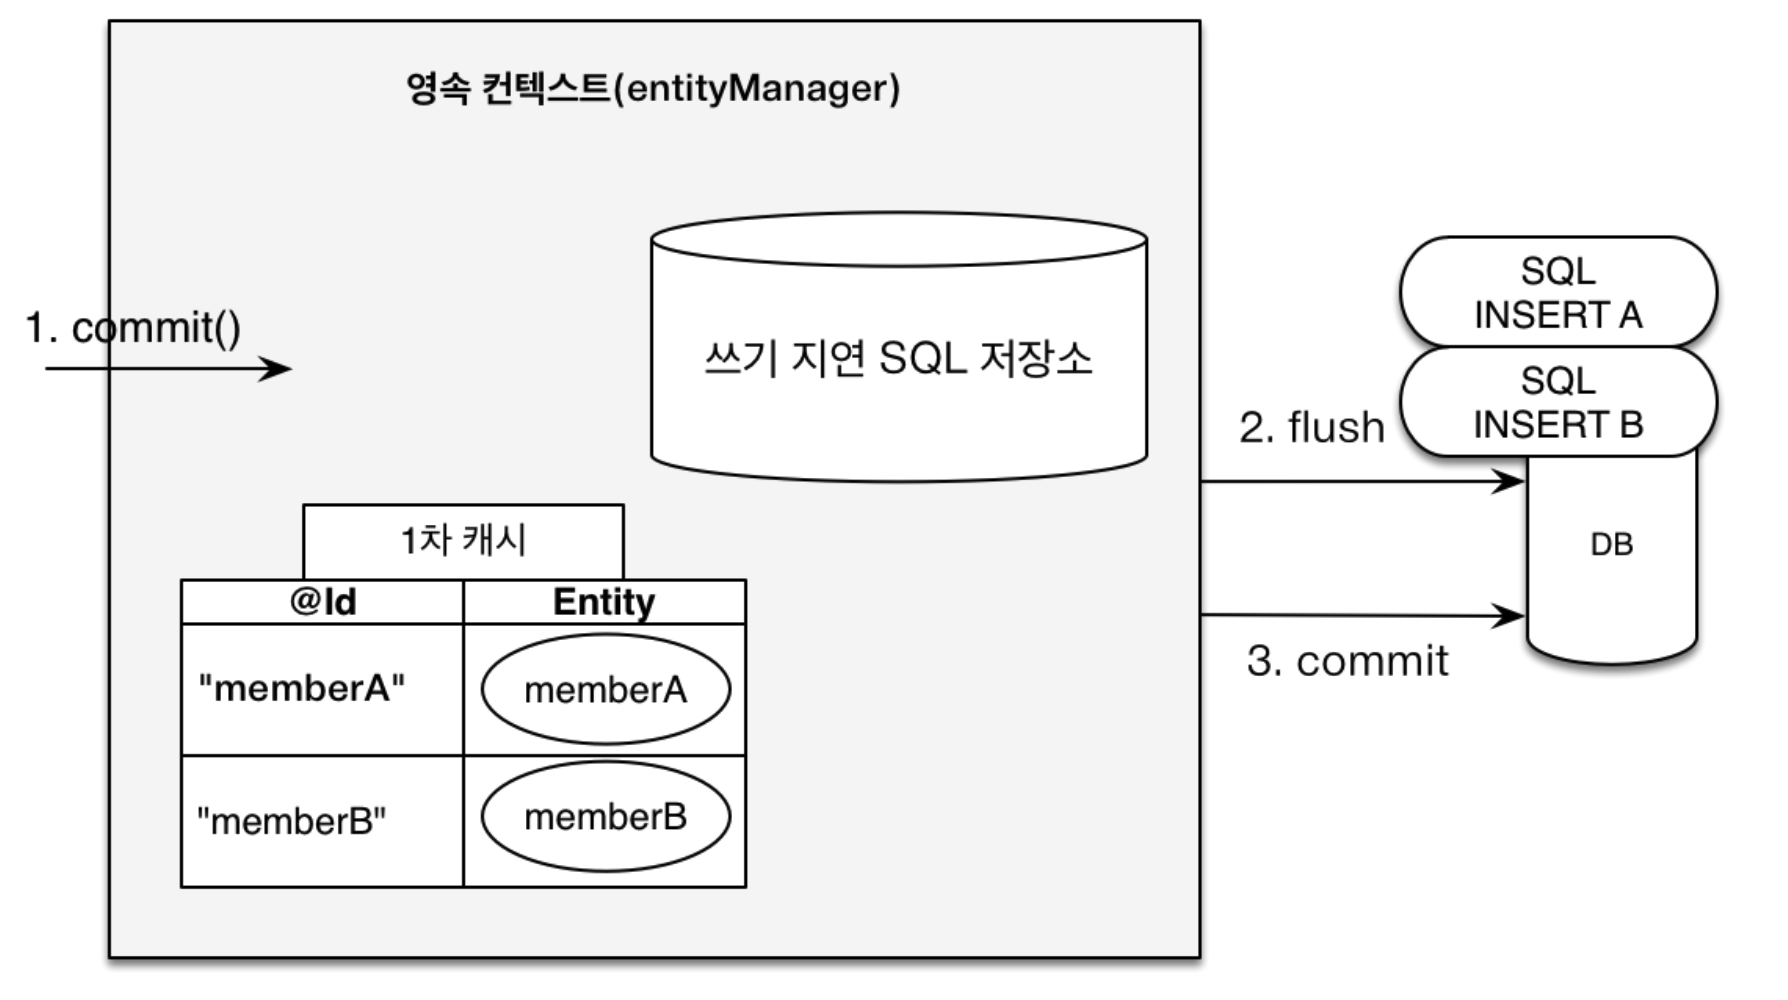 영속 컨텍스트(entityManager)
1. commit()
쓰기 지연 SQL 저장소
SQL
INSERT A
SQL
INSERT B
2. flush
DB
3. commit
1차 캐시
@Id Entity
"memberA" memberA
"memberB" memberB